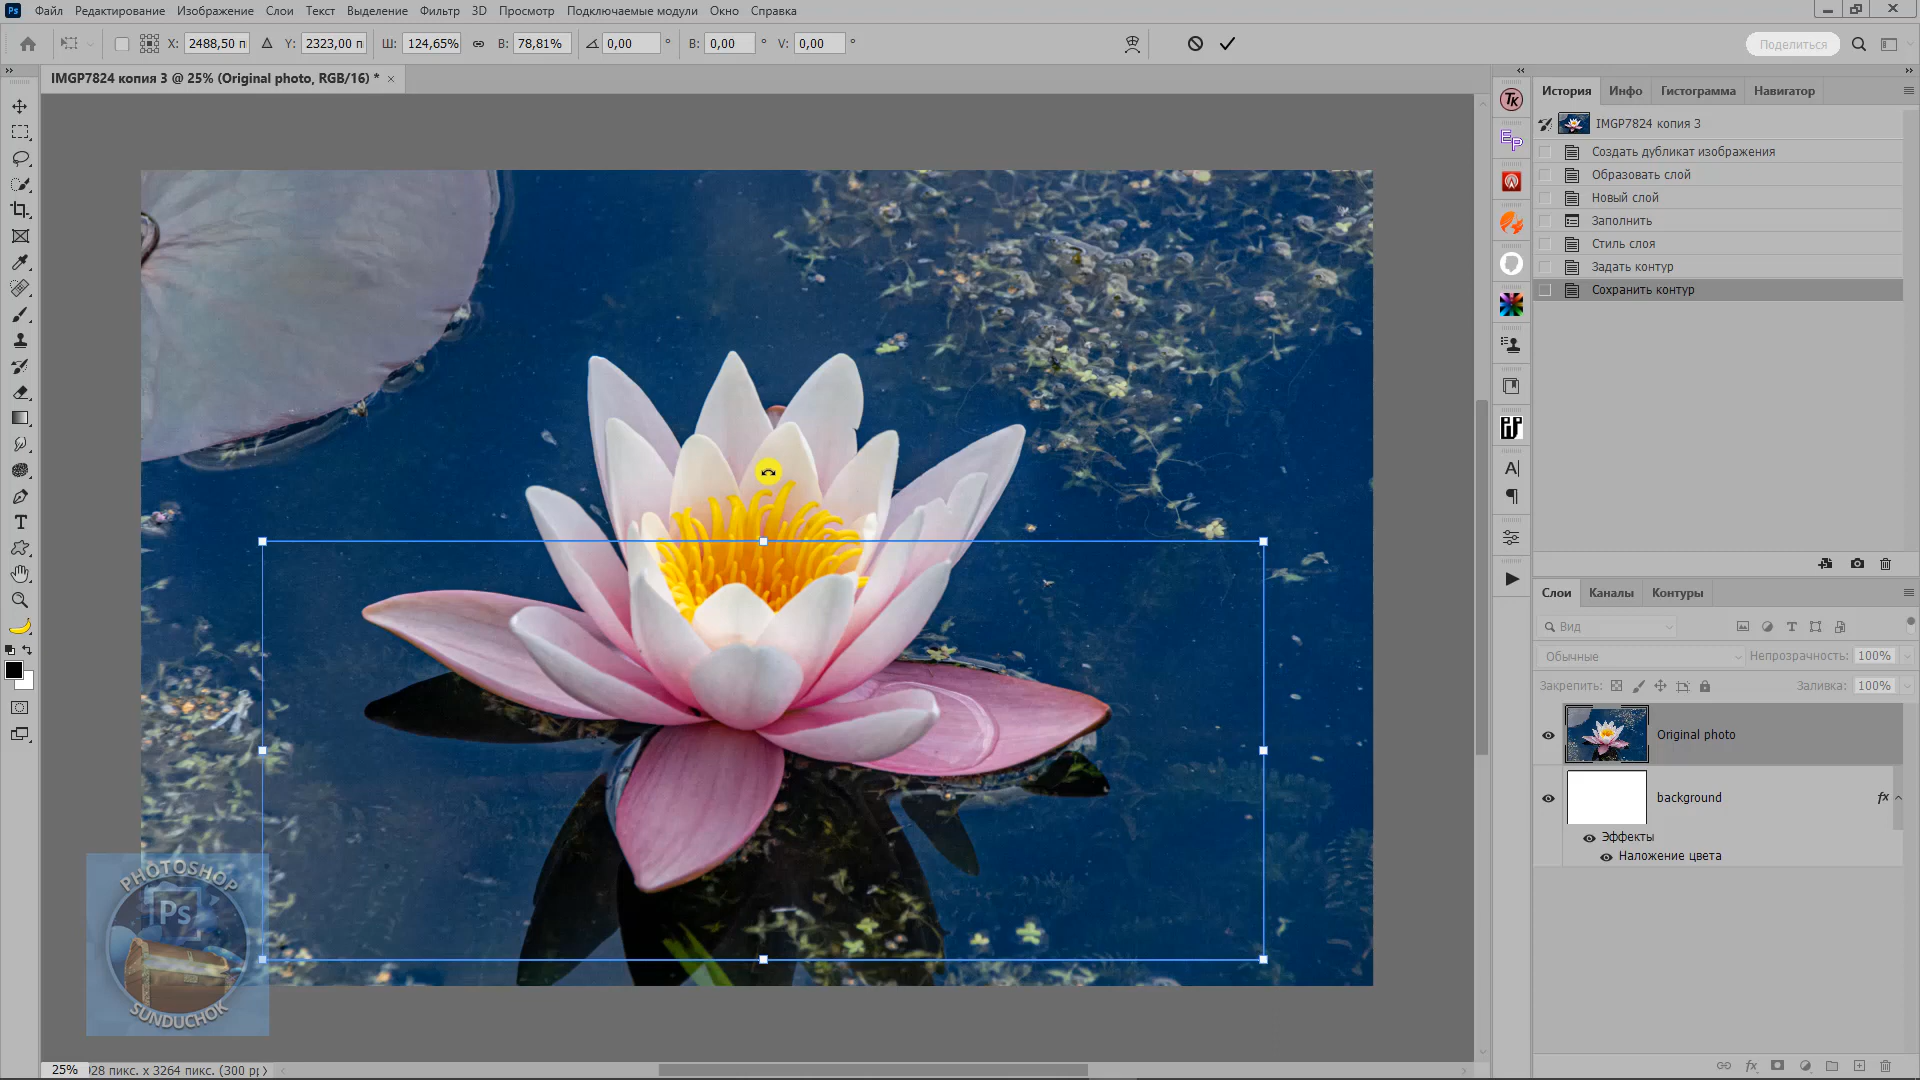 Ps Файл Редактирование Изображение Слои Текст Выделение Фильтр 3D Просмотр Подключаемые модули Окно Справка
X: 2488,50 п Δ Y: 2323,00 п Ш: 124,65% В: 78,81% 0,00 ° В: 0,00 ° V: 0,00 ° Поделиться
IMGP7824 копия 3 @ 25% (Original photo, RGB/16) * ×
История Инфо Гистограмма Навигатор
IMGP7824 копия 3
Создать дубликат изображения
Образовать слой
Новый слой
Заполнить
Стиль слоя
Задать контур
Сохранить контур
Слои Каналы Контуры
Вид
Обычные Непрозрачность: 100%
Закрепить: Заливка: 100%
Original photo
background fx
Эффекты
Наложение цвета
TK
EP
A|
¶
PHOTOSHOP
Ps
SUNDUCHOK
25% 28 пикс. x 3264 пикс. (300 pp